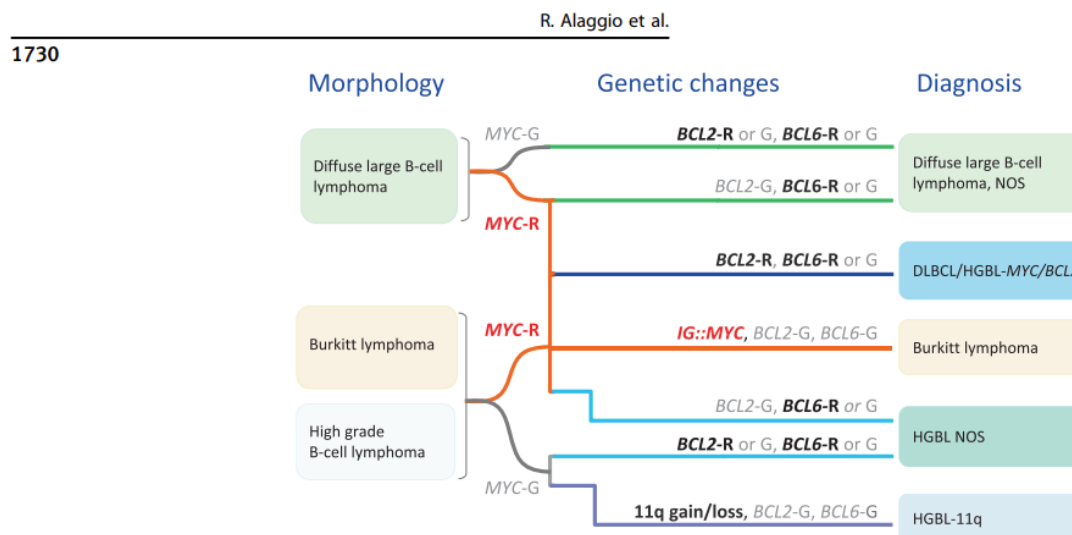 R. Alaggio et al.
1730
Morphology
Genetic changes
Diagnosis
MYC-G
BCL2-R or G, BCL6-R or G
Diffuse large B-cell
lymphoma
Diffuse large B-cell
lymphoma, NOS
BCL2-G, BCL6-R or G
MYC-R
BCL2-R, BCL6-R or G
DLBCL/HGBL-MYC/BCL
MYC-R
IG::MYC, BCL2-G, BCL6-G
Burkitt lymphoma
Burkitt lymphoma
BCL2-G, BCL6-R or G
High grade
B-cell lymphoma
HGBL NOS
BCL2-R or G, BCL6-R or G
MYC-G
11q gain/loss, BCL2-G, BCL6-G
HGBL-11q